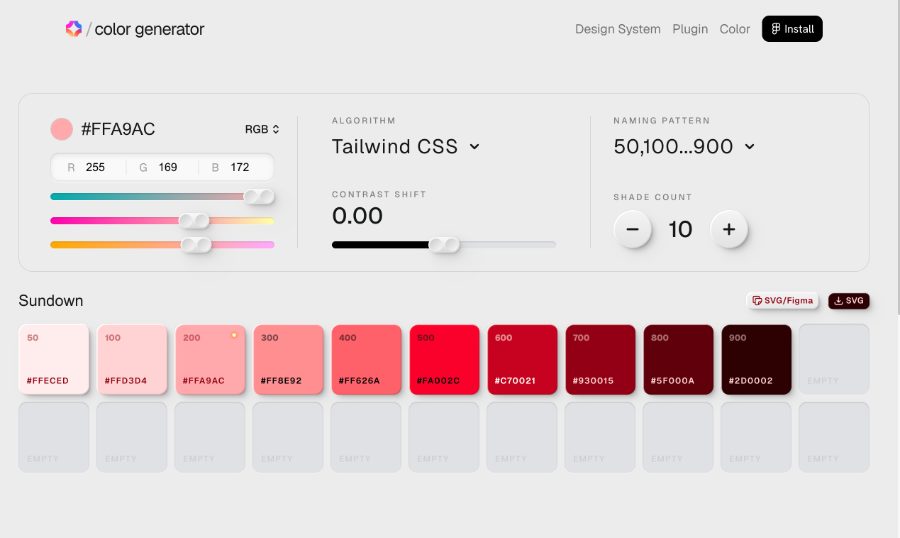 / color generator
Design System Plugin Color Install
#FFA9AC RGB
R 255 G 169 B 172
ALGORITHM
Tailwind CSS
CONTRAST SHIFT
0.00
NAMING PATTERN
50,100...900
SHADE COUNT
10
Sundown
SVG/Figma SVG
50 100 200 300 400 500 600 700 800 900
#FFECED #FFD3D4 #FFA9AC #FF8E92 #FF626A #FA002C #C70021 #930015 #5F000A #2D0002 EMPTY
EMPTY EMPTY EMPTY EMPTY EMPTY EMPTY EMPTY EMPTY EMPTY EMPTY EMPTY